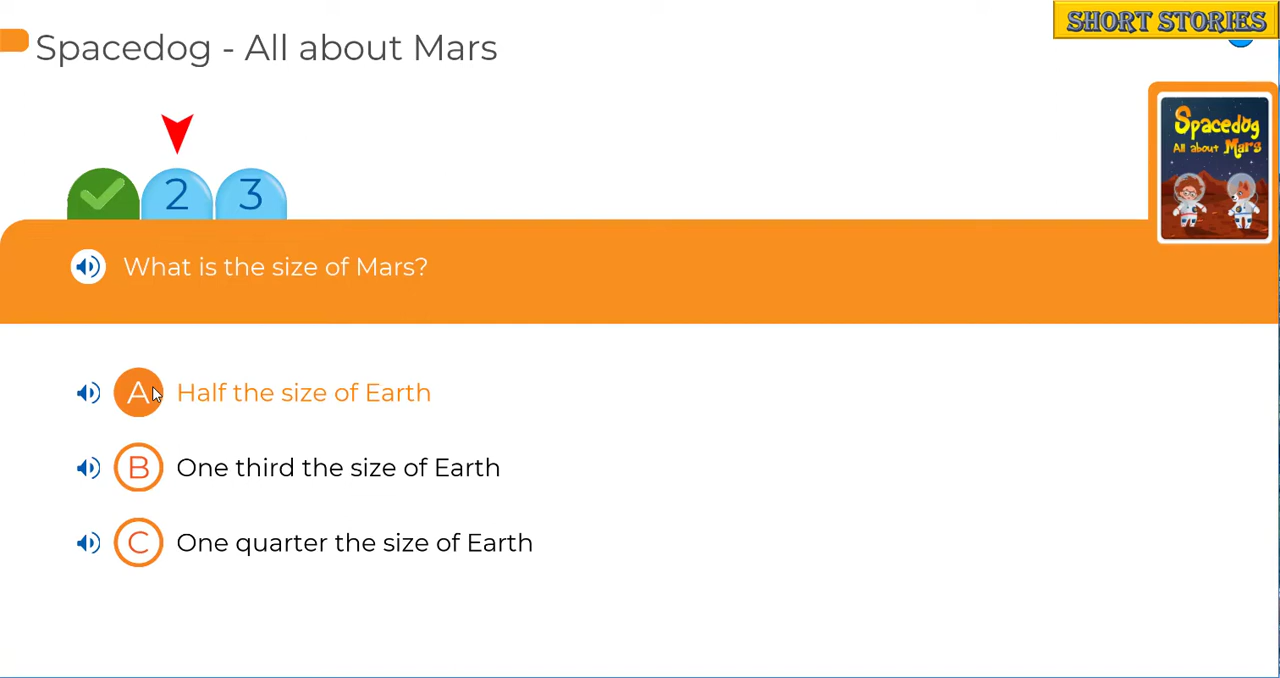 SHORT STORIES
Spacedog - All about Mars
Spacedog
All about Mars
2 3
What is the size of Mars?
A Half the size of Earth
B One third the size of Earth
C One quarter the size of Earth